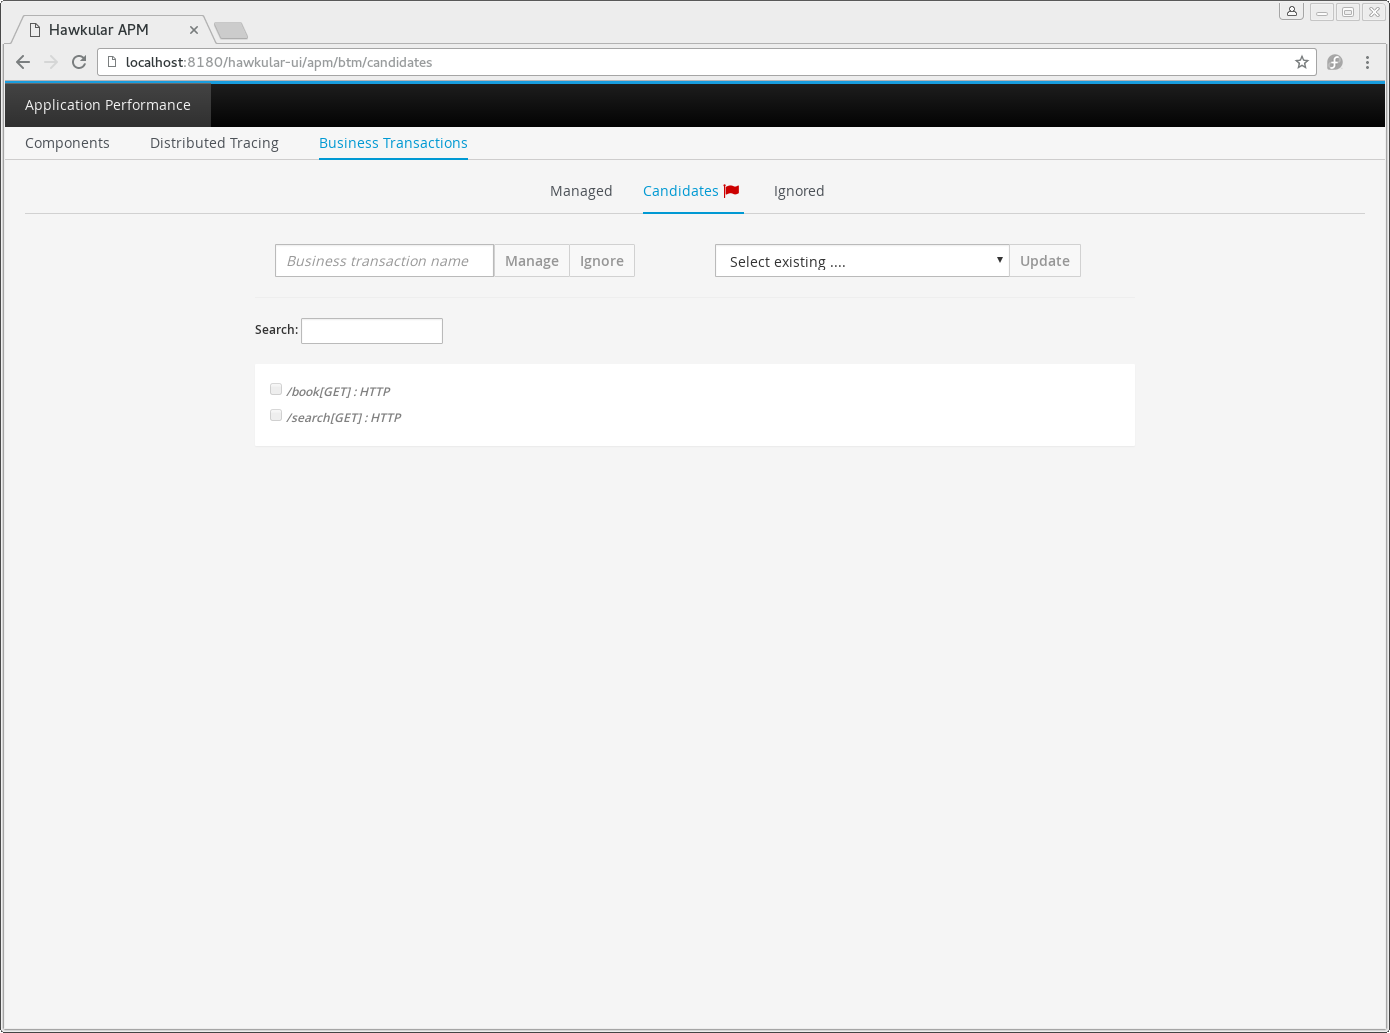 Hawkular APM
localhost:8180/hawkular-ui/apm/btm/candidates
Application Performance
Components Distributed Tracing Business Transactions
Managed Candidates Ignored
Business transaction name Manage Ignore Select existing .... Update
Search:
/book[GET] : HTTP
/search[GET] : HTTP